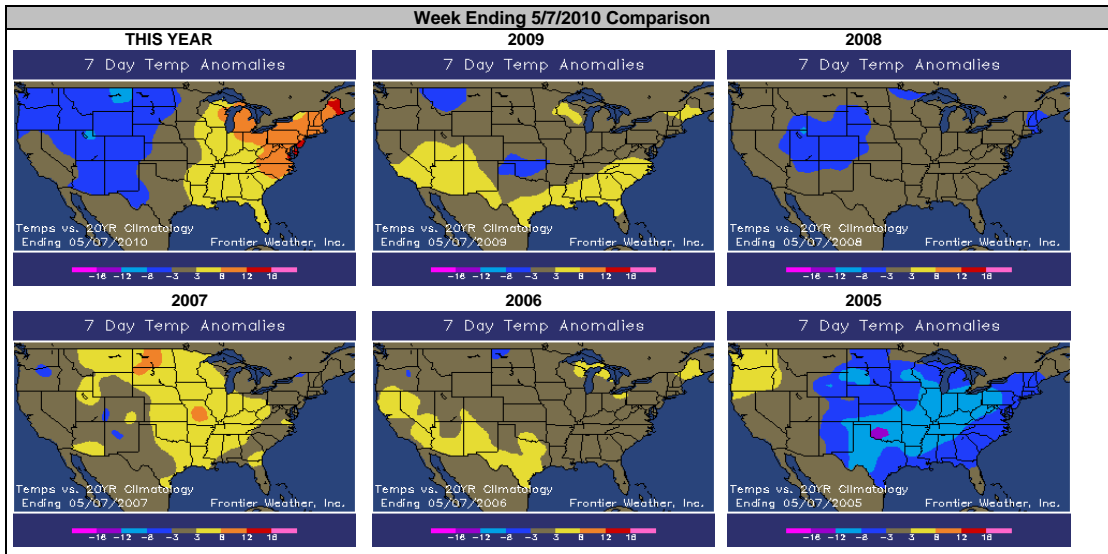 Week Ending 5/7/2010 Comparison
THIS YEAR
7 Day Temp Anomalies
Temps vs. 20YR Climatology
Ending 05/07/2010 Frontier Weather, Inc.
-16 -12 -8 -3 3 8 12 16
2009
7 Day Temp Anomalies
Temps vs. 20YR Climatology
Ending 05/07/2009 Frontier Weather, Inc.
-16 -12 -8 -3 3 8 12 16
2008
7 Day Temp Anomalies
Temps vs. 20YR Climatology
Ending 05/07/2008 Frontier Weather, Inc.
-16 -12 -8 -3 3 8 12 16
2007
7 Day Temp Anomalies
Temps vs. 20YR Climatology
Ending 05/07/2007 Frontier Weather, Inc.
-16 -12 -8 -3 3 8 12 16
2006
7 Day Temp Anomalies
Temps vs. 20YR Climatology
Ending 05/07/2006 Frontier Weather, Inc.
-16 -12 -8 -3 3 8 12 16
2005
7 Day Temp Anomalies
Temps vs. 20YR Climatology
Ending 05/07/2005 Frontier Weather, Inc.
-16 -12 -8 -3 3 8 12 16